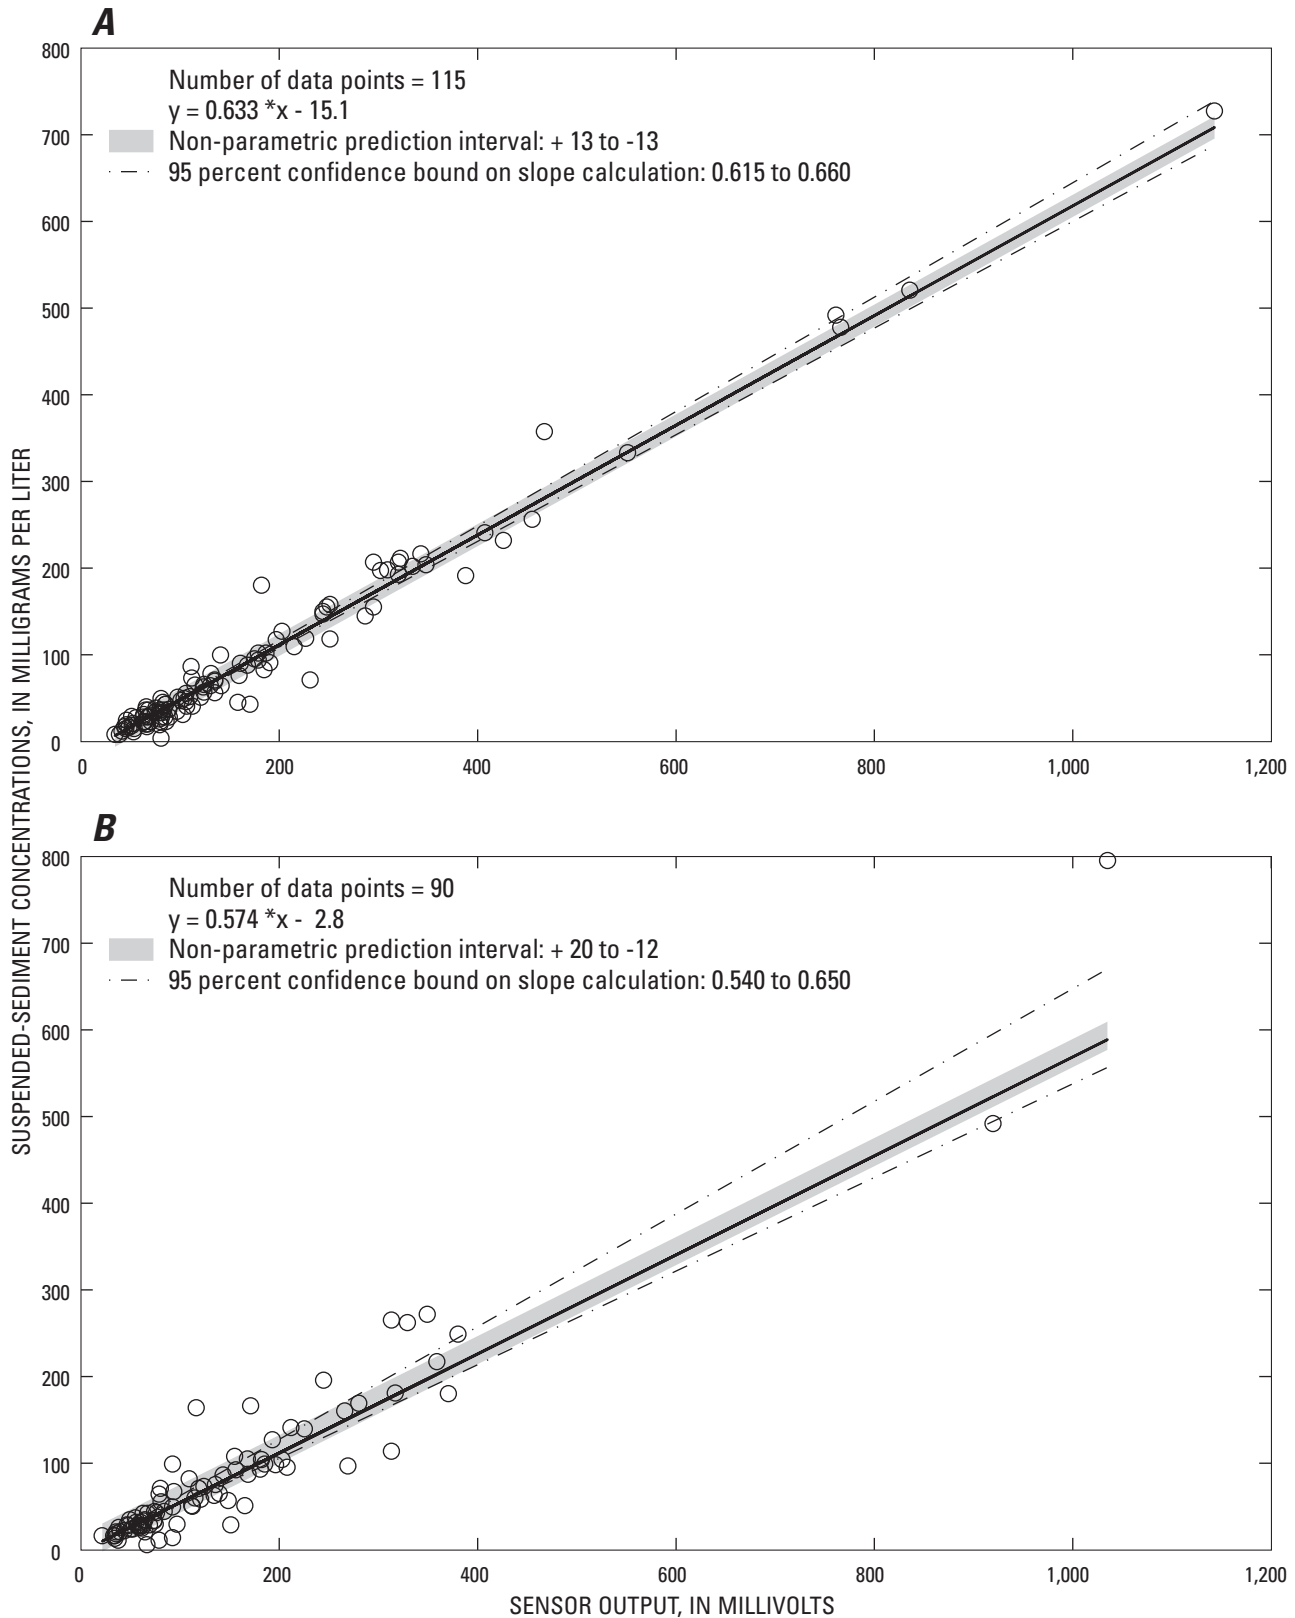 A
800
700
600
500
400
300
200
100
0
Number of data points = 115
y = 0.633 *x - 15.1
Non-parametric prediction interval: + 13 to -13
95 percent confidence bound on slope calculation: 0.615 to 0.660
0 200 400 600 800 1,000 1,200
SUSPENDED-SEDIMENT CONCENTRATIONS, IN MILLIGRAMS PER LITER
B
800
700
600
500
400
300
200
100
0
Number of data points = 90
y = 0.574 *x - 2.8
Non-parametric prediction interval: + 20 to -12
95 percent confidence bound on slope calculation: 0.540 to 0.650
0 200 400 600 800 1,000 1,200
SENSOR OUTPUT, IN MILLIVOLTS